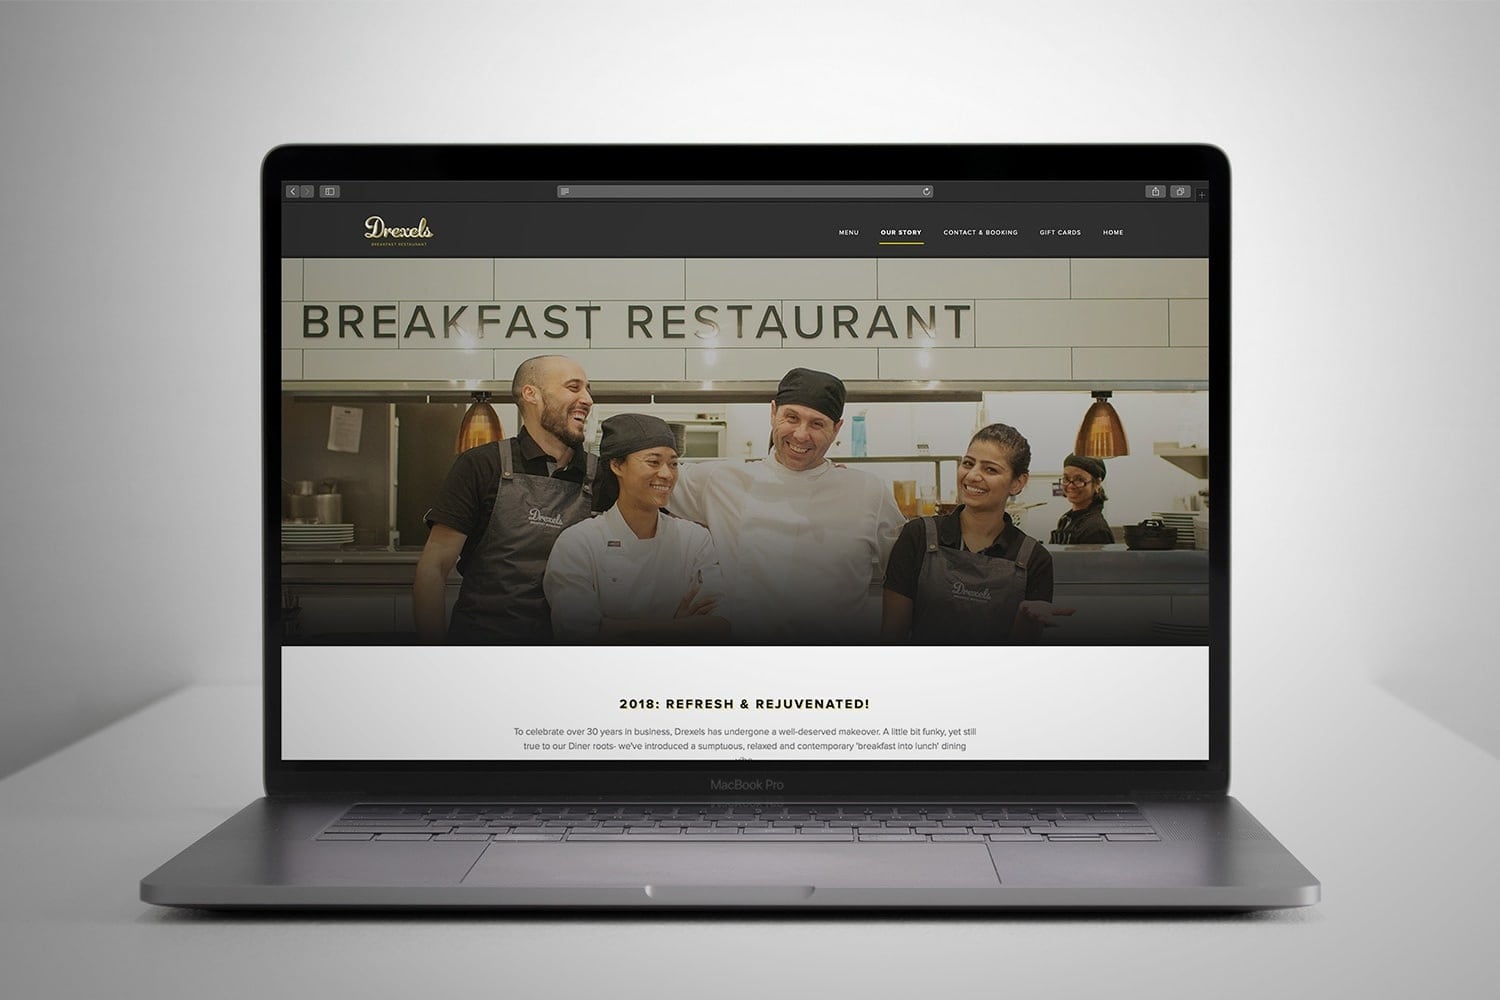 Drexels
BREAKFAST RESTAURANT
MENU
OUR STORY
CONTACT & BOOKING
GIFT CARDS
HOME
BREAKFAST RESTAURANT
Drexels
Drexels
2018: REFRESH & REJUVENATED!
To celebrate over 30 years in business, Drexels has undergone a well-deserved makeover. A little bit funky, yet still
true to our Diner roots- we've introduced a sumptuous, relaxed and contemporary 'breakfast into lunch' dining
MacBook Pro